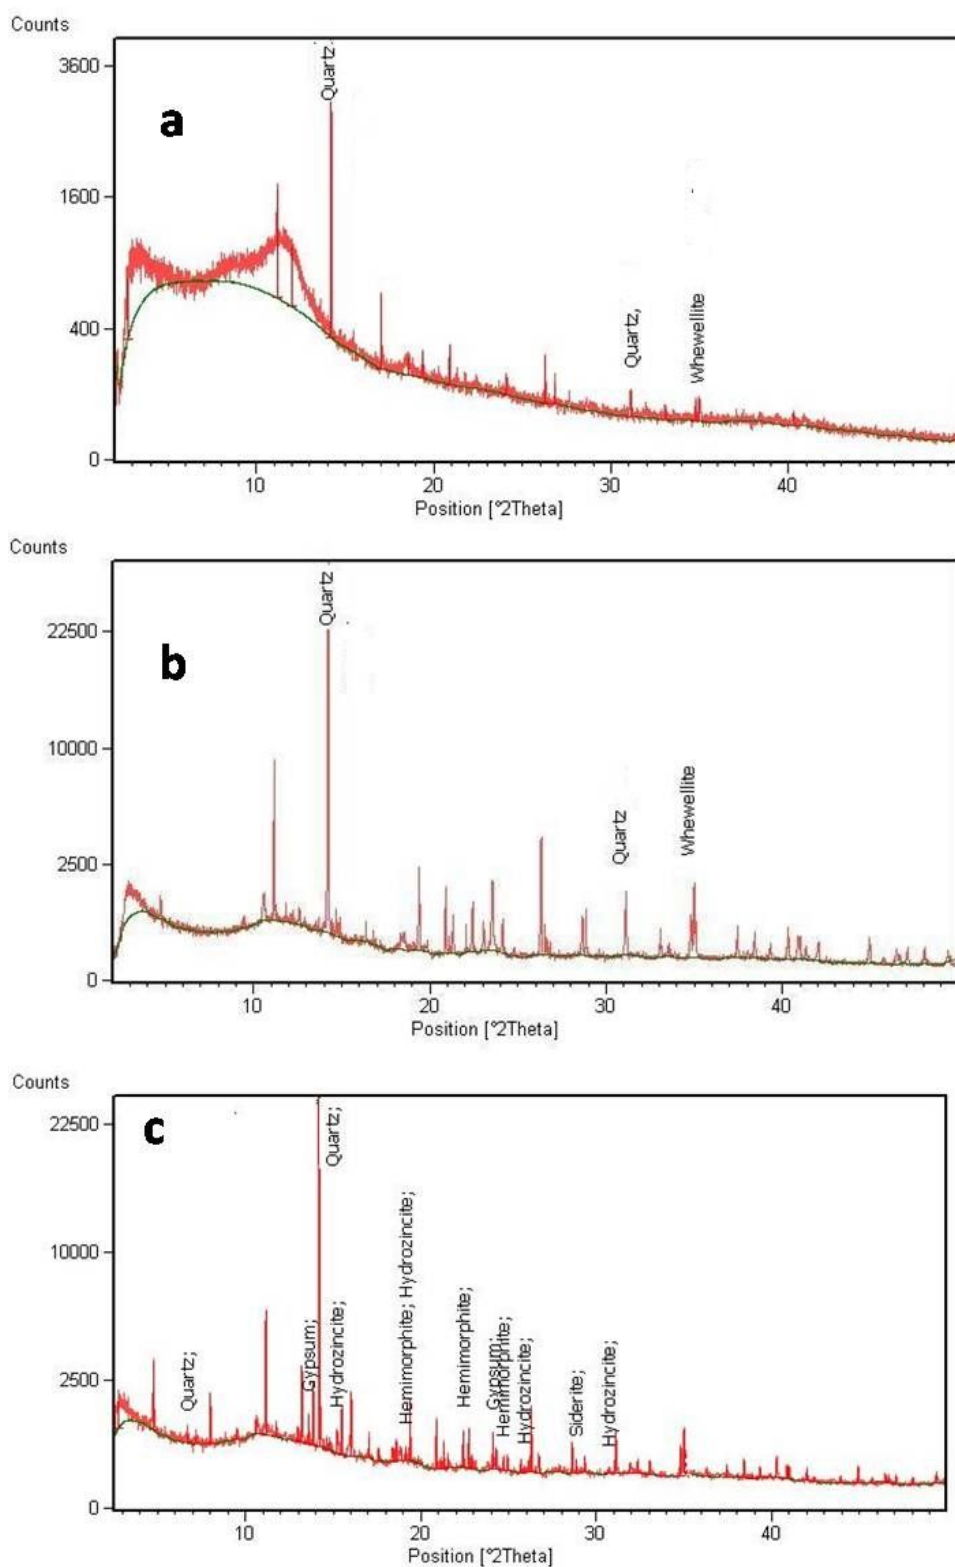 Counts
3600
1600
400
0
a
Quartz,
Quartz,
Whewellite
10
20
30
40
Position [°2Theta]
Counts
22500
10000
2500
0
b
Quartz
Quartz
Whewellite
10
20
30
40
Position [°2Theta]
Counts
22500
10000
2500
0
c
Quartz;
Gypsum;
Quartz;
Hydrozincite;
Hemimorphite; Hydrozincite;
Hemimorphite;
Gypsum;
Hemimorphite;
Hydrozincite;
Siderite;
Hydrozincite;
10
20
30
40
Position [°2Theta]